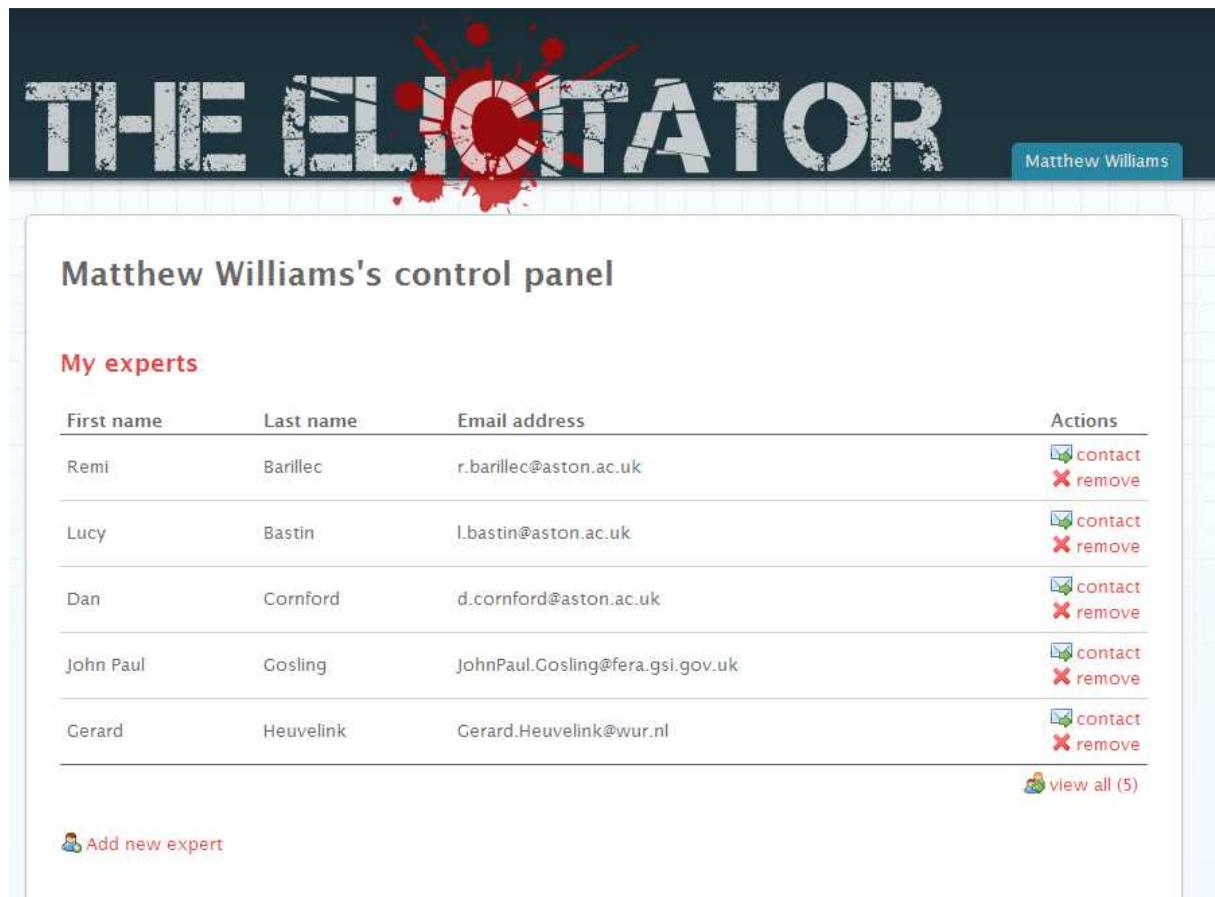 THE ELICITATOR
Matthew Williams
Matthew Williams's control panel
My experts
First name Last name Email address Actions
Remi Barillec r.barillec@aston.ac.uk contact
remove
Lucy Bastin l.bastin@aston.ac.uk contact
remove
Dan Cornford d.cornford@aston.ac.uk contact
remove
John Paul Gosling JohnPaul.Gosling@fera.gsi.gov.uk contact
remove
Gerard Heuvelink Gerard.Heuvelink@wur.nl contact
remove
view all (5)
Add new expert